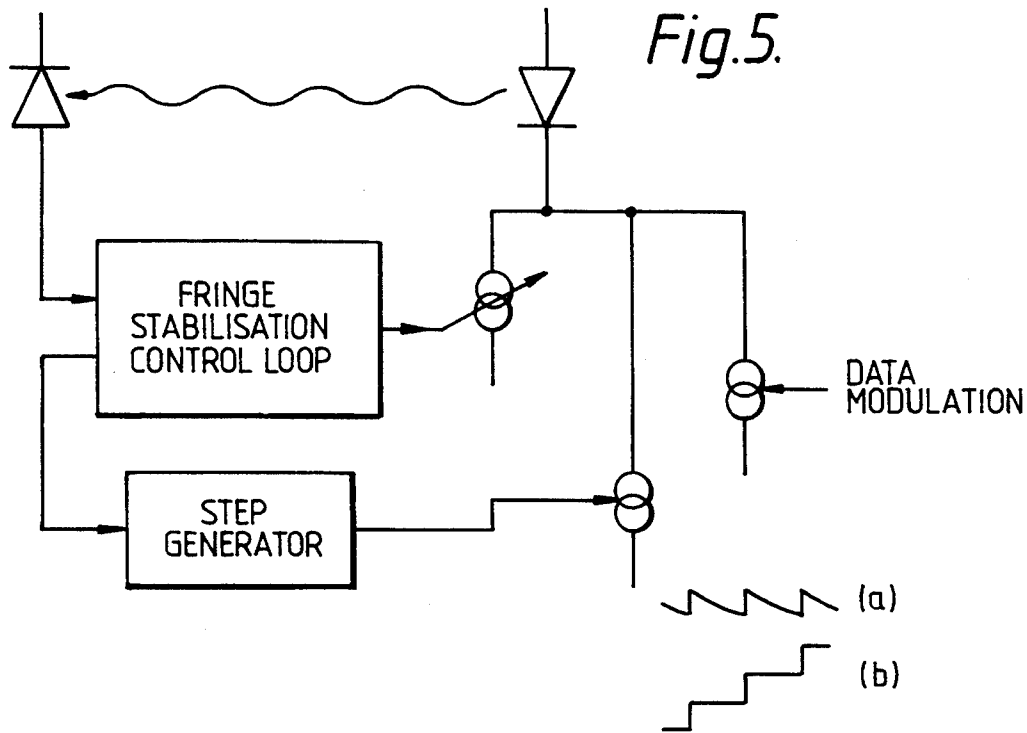 Fig.5.
FRINGE
STABILISATION
CONTROL LOOP
DATA
MODULATION
STEP
GENERATOR
(a)
(b)